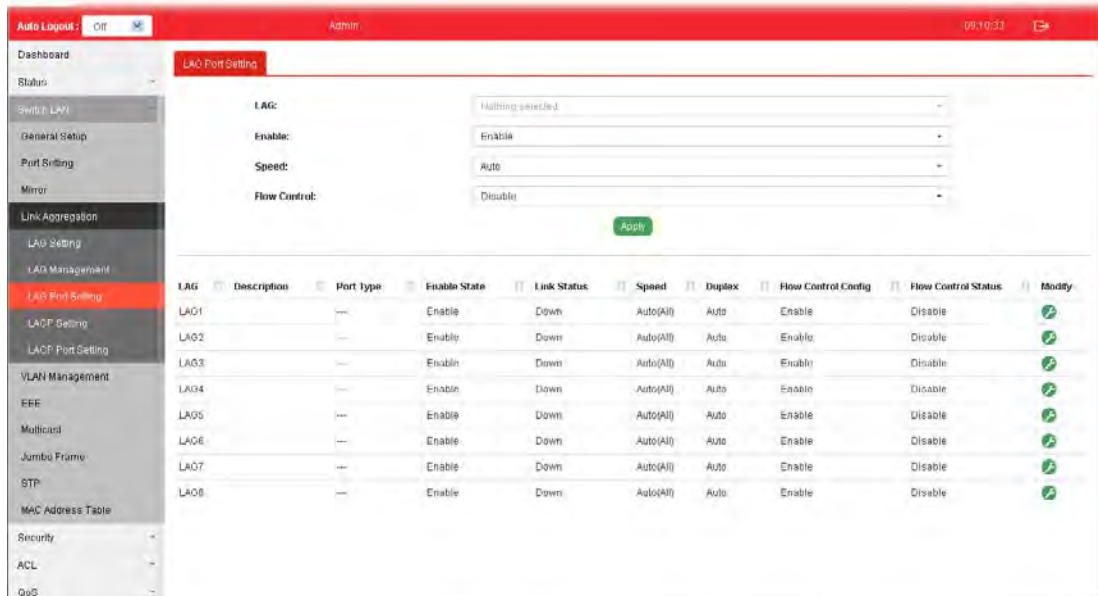 Auto Logout : Off Admin 09:10:33
Dashboard
Status
Switch LAN
General Setup
Port Setting
Mirror
Link Aggregation
LAG Setting
LAG Management
LAG Port Setting
LACP Setting
LACP Port Setting
VLAN Management
EEE
Multicast
Jumbo Frame
STP
MAC Address Table
Security
ACL
QoS
LAG Port Setting
LAG: Nothing selected
Enable: Enable
Speed: Auto
Flow Control: Disable
Apply
LAG Description Port Type Enable State Link Status Speed Duplex Flow Control Config Flow Control Status Modify
LAG1 --- Enable Down Auto(All) Auto Enable Disable
LAG2 --- Enable Down Auto(All) Auto Enable Disable
LAG3 --- Enable Down Auto(All) Auto Enable Disable
LAG4 --- Enable Down Auto(All) Auto Enable Disable
LAG5 --- Enable Down Auto(All) Auto Enable Disable
LAG6 --- Enable Down Auto(All) Auto Enable Disable
LAG7 --- Enable Down Auto(All) Auto Enable Disable
LAG8 --- Enable Down Auto(All) Auto Enable Disable